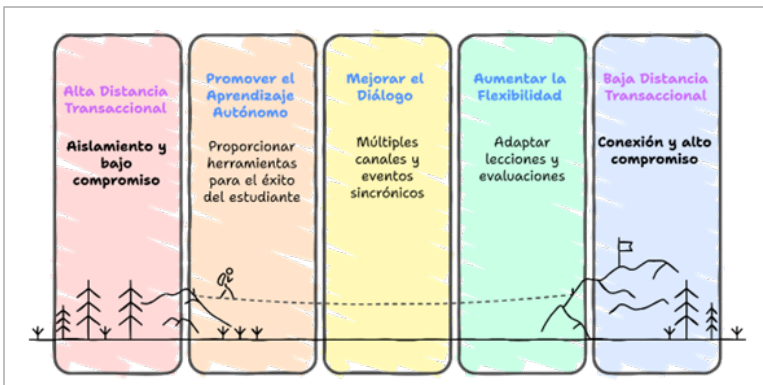 Alta Distancia
Transaccional
Aislamiento y
bajo
compromiso
Promover el
Aprendizaje
Autónomo
Proporcionar
herramientas
para el éxito
del estudiante
Mejorar el
Diálogo
Múltiples
canales y
eventos
sincrónicos
Aumentar la
Flexibilidad
Adaptar
lecciones y
evaluaciones
Baja Distancia
Transaccional
Conexión y alto
compromiso